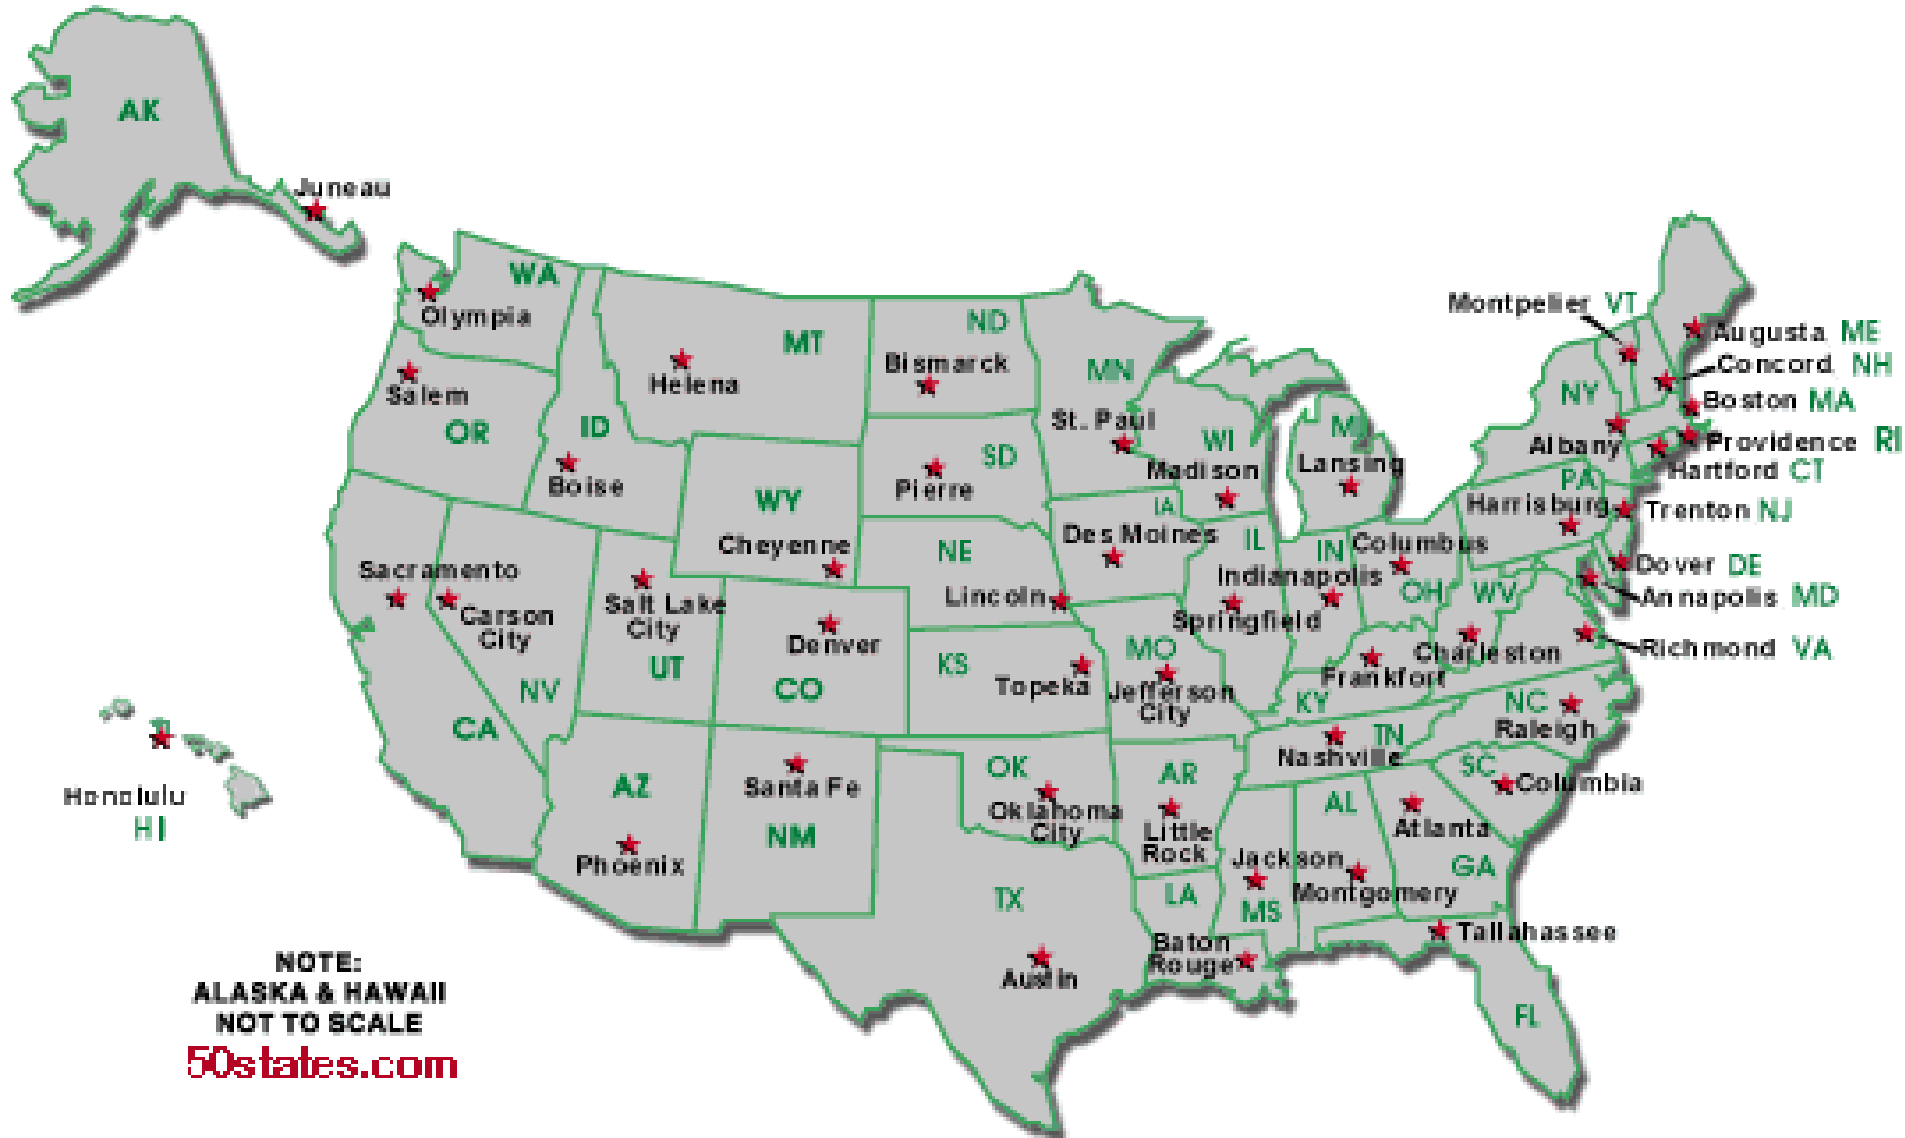 AK
Juneau
WA
Olympia
MT
Helena
ND
Bismarck
MN
St. Paul
Montpelier VT
Augusta ME
Concord NH
Boston MA
Providence RI
Hartford CT
NY
Albany
Salem
OR
ID
Boise
SD
Pierre
WI
Madison
MI
Lansing
PA
Harrisburg
Trenton NJ
WY
Cheyenne
NE
Lincoln
IA
Des Moines
IL
Springfield
IN
Indianapolis
Columbus
OH
WV
Charleston
Dover DE
Annapolis MD
Richmond VA
Sacramento
CA
Carson
City
NV
Salt Lake
City
UT
Denver
CO
KS
Topeka
MO
Jefferson
City
Frankfort
KY
NC
Raleigh
TN
Nashville
SC
Columbia
AZ
Phoenix
Santa Fe
NM
OK
Oklahoma
City
AR
Little
Rock
AL
Montgomery
Atlanta
GA
Jackson
MS
LA
Baton
Rouge
TX
Austin
Tallahassee
FL
Honolulu
HI
NOTE:
ALASKA & HAWAII
NOT TO SCALE
50states.com